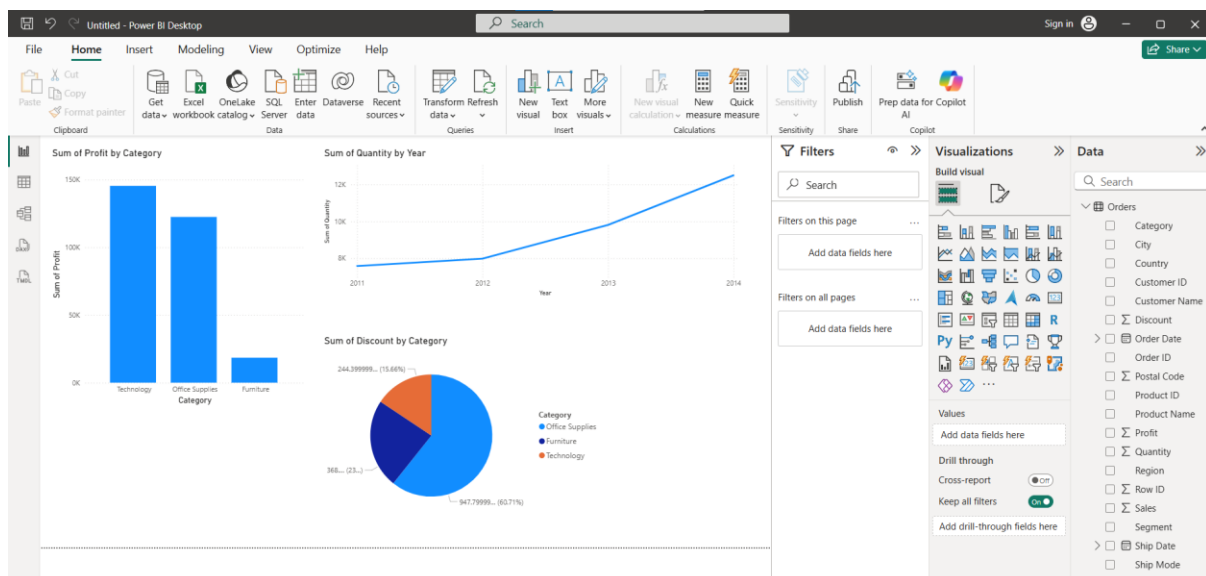 Untitled - Power BI Desktop
Search
Sign in
File Home Insert Modeling View Optimize Help
Share
Paste
Cut
Copy
Format painter
Clipboard
Get data
Excel workbook
OneLake catalog
SQL Server
Enter data
Dataverse
Recent sources
Data
Transform data
Refresh
Queries
New visual
Text box
More visuals
Insert
New visual calculation
New measure
Quick measure
Calculations
Sensitivity
Sensitivity
Publish
Share
Prep data for AI
Copilot
Copilot
Sum of Profit by Category
150K
100K
50K
0K
Sum of Profit
Technology
Office Supplies
Furniture
Category
Sum of Quantity by Year
12K
10K
8K
Sum of Quantity
2011
2012
2013
2014
Year
Sum of Discount by Category
244.399999... (15.66%)
368.... (23...)
947.79999... (60.71%)
Category
Office Supplies
Furniture
Technology
Filters
Search
Filters on this page
...
Add data fields here
Filters on all pages
...
Add data fields here
Visualizations
Build visual
R
Py
...
Values
Add data fields here
Drill through
Cross-report
Off
Keep all filters
On
Add drill-through fields here
Data
Search
Orders
Category
City
Country
Customer ID
Customer Name
Discount
Order Date
Order ID
Postal Code
Product ID
Product Name
Profit
Quantity
Region
Row ID
Sales
Segment
Ship Date
Ship Mode